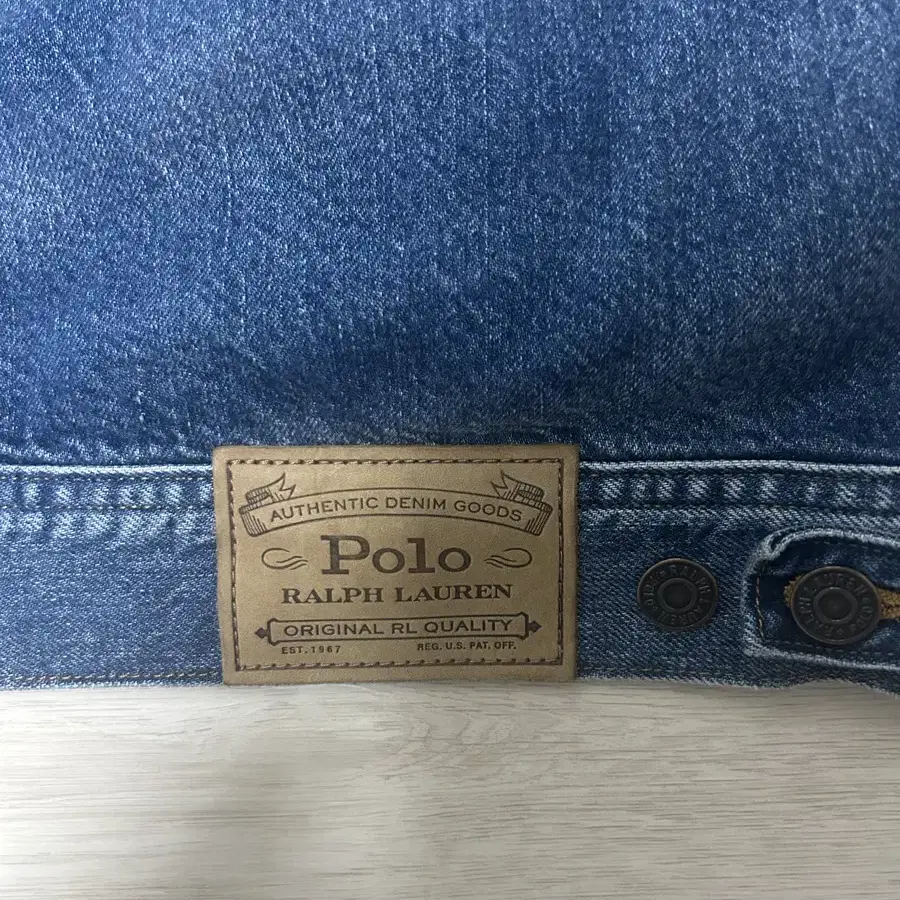 AUTHENTIC DENIM GOODS
Polo
RALPH LAUREN
ORIGINAL RL QUALITY
EST. 1967 REG. U.S. PAT. OFF.